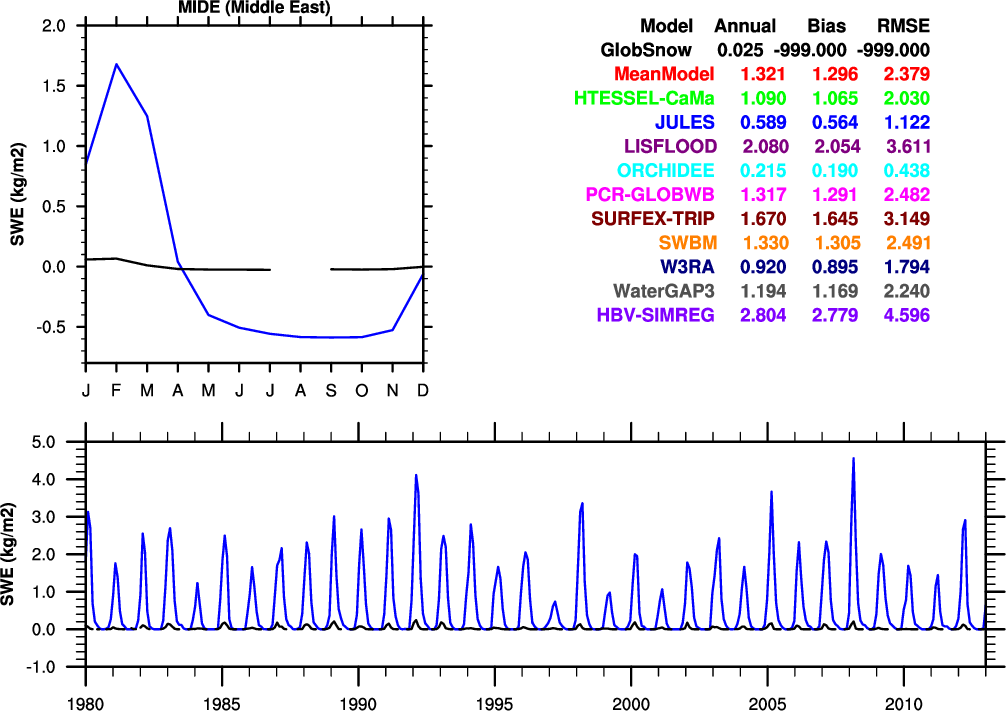 MIDE (Middle East)
2.0
1.5
1.0
0.5
0.0
-0.5
SWE (kg/m2)
J F M A M J J A S O N D
Model Annual Bias RMSE
GlobSnow 0.025 -999.000 -999.000
MeanModel 1.321 1.296 2.379
HTESSEL-CaMa 1.090 1.065 2.030
JULES 0.589 0.564 1.122
LISFLOOD 2.080 2.054 3.611
ORCHIDEE 0.215 0.190 0.438
PCR-GLOBWB 1.317 1.291 2.482
SURFEX-TRIP 1.670 1.645 3.149
SWBM 1.330 1.305 2.491
W3RA 0.920 0.895 1.794
WaterGAP3 1.194 1.169 2.240
HBV-SIMREG 2.804 2.779 4.596
5.0
4.0
3.0
2.0
1.0
0.0
-1.0
SWE (kg/m2)
1980 1985 1990 1995 2000 2005 2010